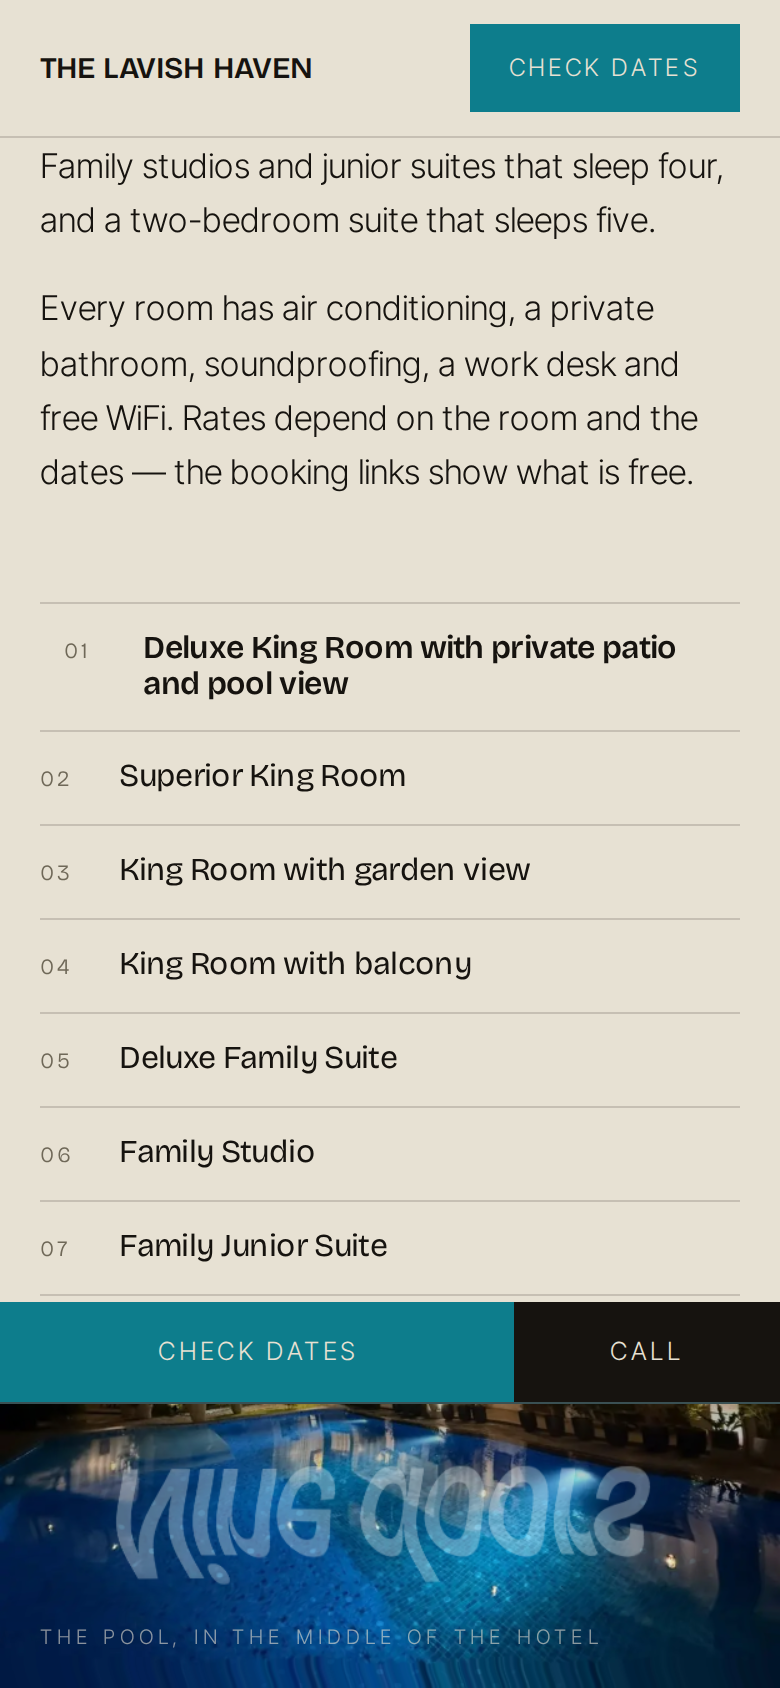 THE LAVISH HAVEN
CHECK DATES
Family studios and junior suites that sleep four,
and a two-bedroom suite that sleeps five.
Every room has air conditioning, a private
bathroom, soundproofing, a work desk and
free WiFi. Rates depend on the room and the
dates — the booking links show what is free.
01 Deluxe King Room with private patio
and pool view
02 Superior King Room
03 King Room with garden view
04 King Room with balcony
05 Deluxe Family Suite
06 Family Studio
07 Family Junior Suite
CHECK DATES
CALL
Nine doors
THE POOL, IN THE MIDDLE OF THE HOTEL